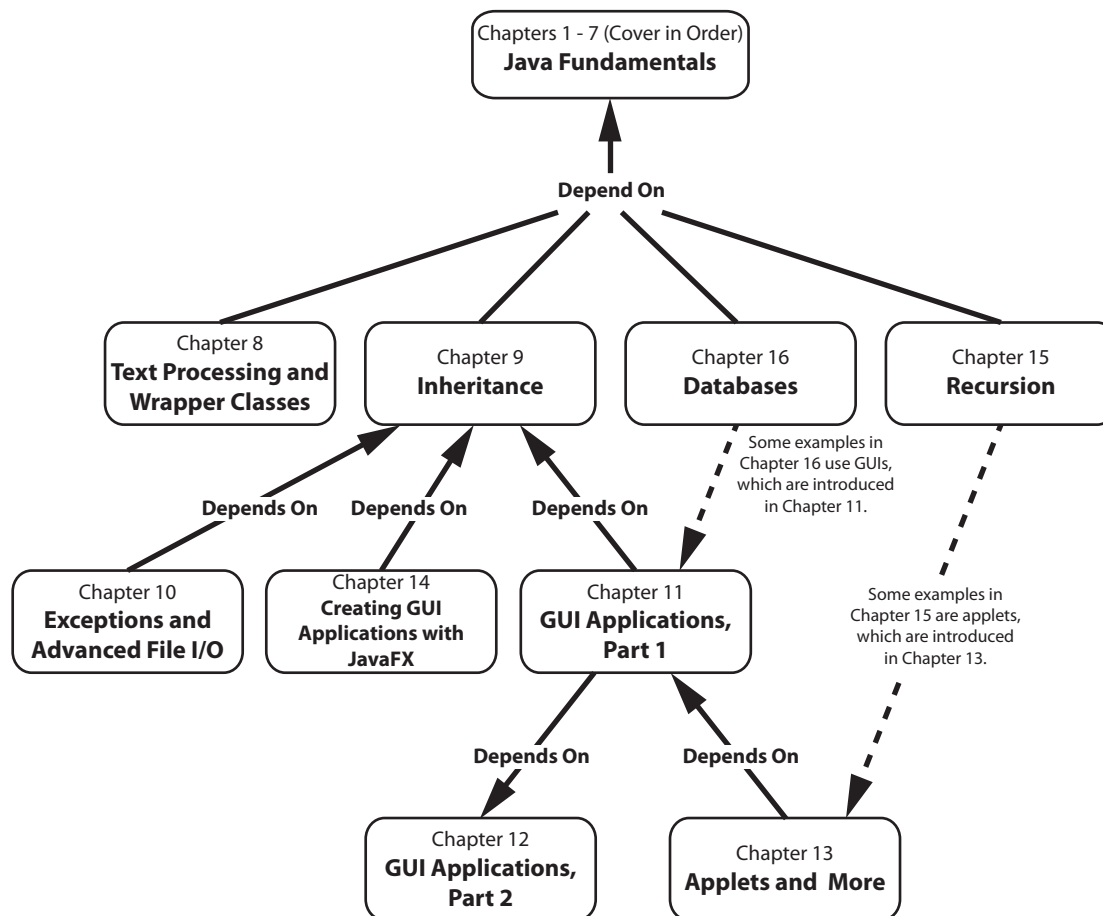 Chapters 1 - 7 (Cover in Order)
Java Fundamentals
Depend On
Chapter 8
Text Processing and
Wrapper Classes
Chapter 9
Inheritance
Chapter 16
Databases
Chapter 15
Recursion
Some examples in
Chapter 16 use GUIs,
which are introduced
in Chapter 11.
Depends On
Depends On
Depends On
Chapter 10
Exceptions and
Advanced File I/O
Chapter 14
Creating GUI
Applications with
JavaFX
Chapter 11
GUI Applications,
Part 1
Some examples in
Chapter 15 are applets,
which are introduced
in Chapter 13.
Depends On
Depends On
Chapter 12
GUI Applications,
Part 2
Chapter 13
Applets and More